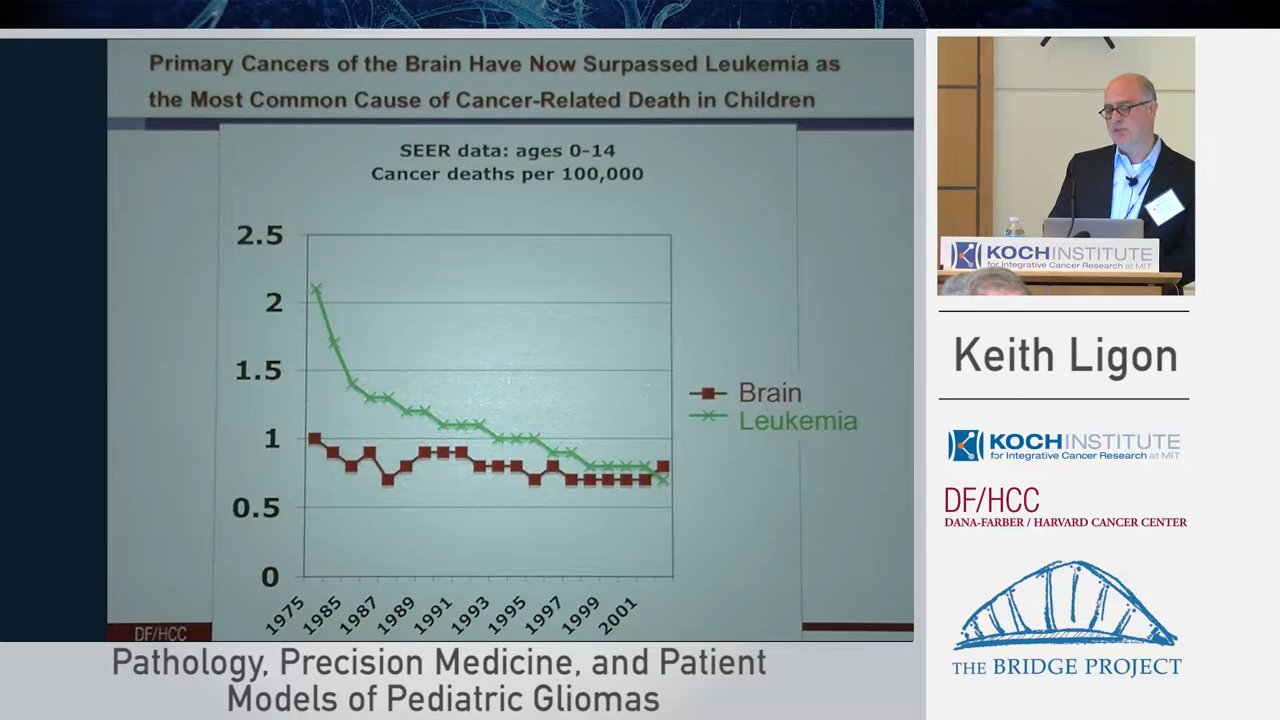 Primary Cancers of the Brain Have Now Surpassed Leukemia as
the Most Common Cause of Cancer-Related Death in Children
SEER data: ages 0-14
Cancer deaths per 100,000
2.5
2
1.5
1
0.5
0
1975
1985
1987
1989
1991
1993
1995
1997
1999
2001
Brain
Leukemia
DF/HCC
KOCH INSTITUTE
for Integrative Cancer Research at MIT
Keith Ligon
KOCH INSTITUTE
for Integrative Cancer Research at MIT
DF/HCC
DANA-FARBER / HARVARD CANCER CENTER
THE BRIDGE PROJECT
Pathology, Precision Medicine, and Patient
Models of Pediatric Gliomas